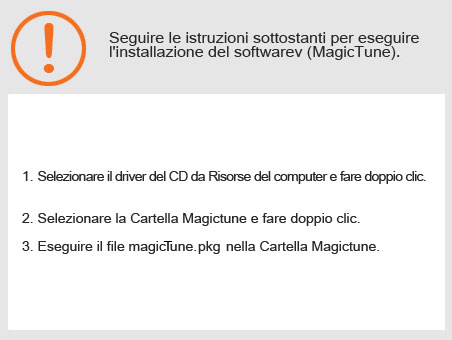 Seguire le istruzioni sottostanti per eseguire
l'installazione del softwarev (MagicTune).
1. Selezionare il driver del CD da Risorse del computer e fare doppio clic.
2. Selezionare la Cartella Magictune e fare doppio clic.
3. Eseguire il file magicTune.pkg nella Cartella Magictune.